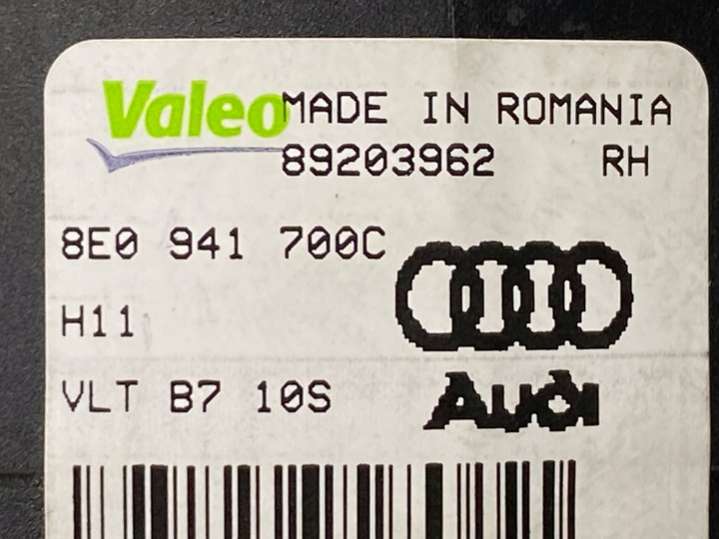 Valeo MADE IN ROMANIA
89203962 RH
8E0 941 700C
H11
VLT B7 10S
Audi